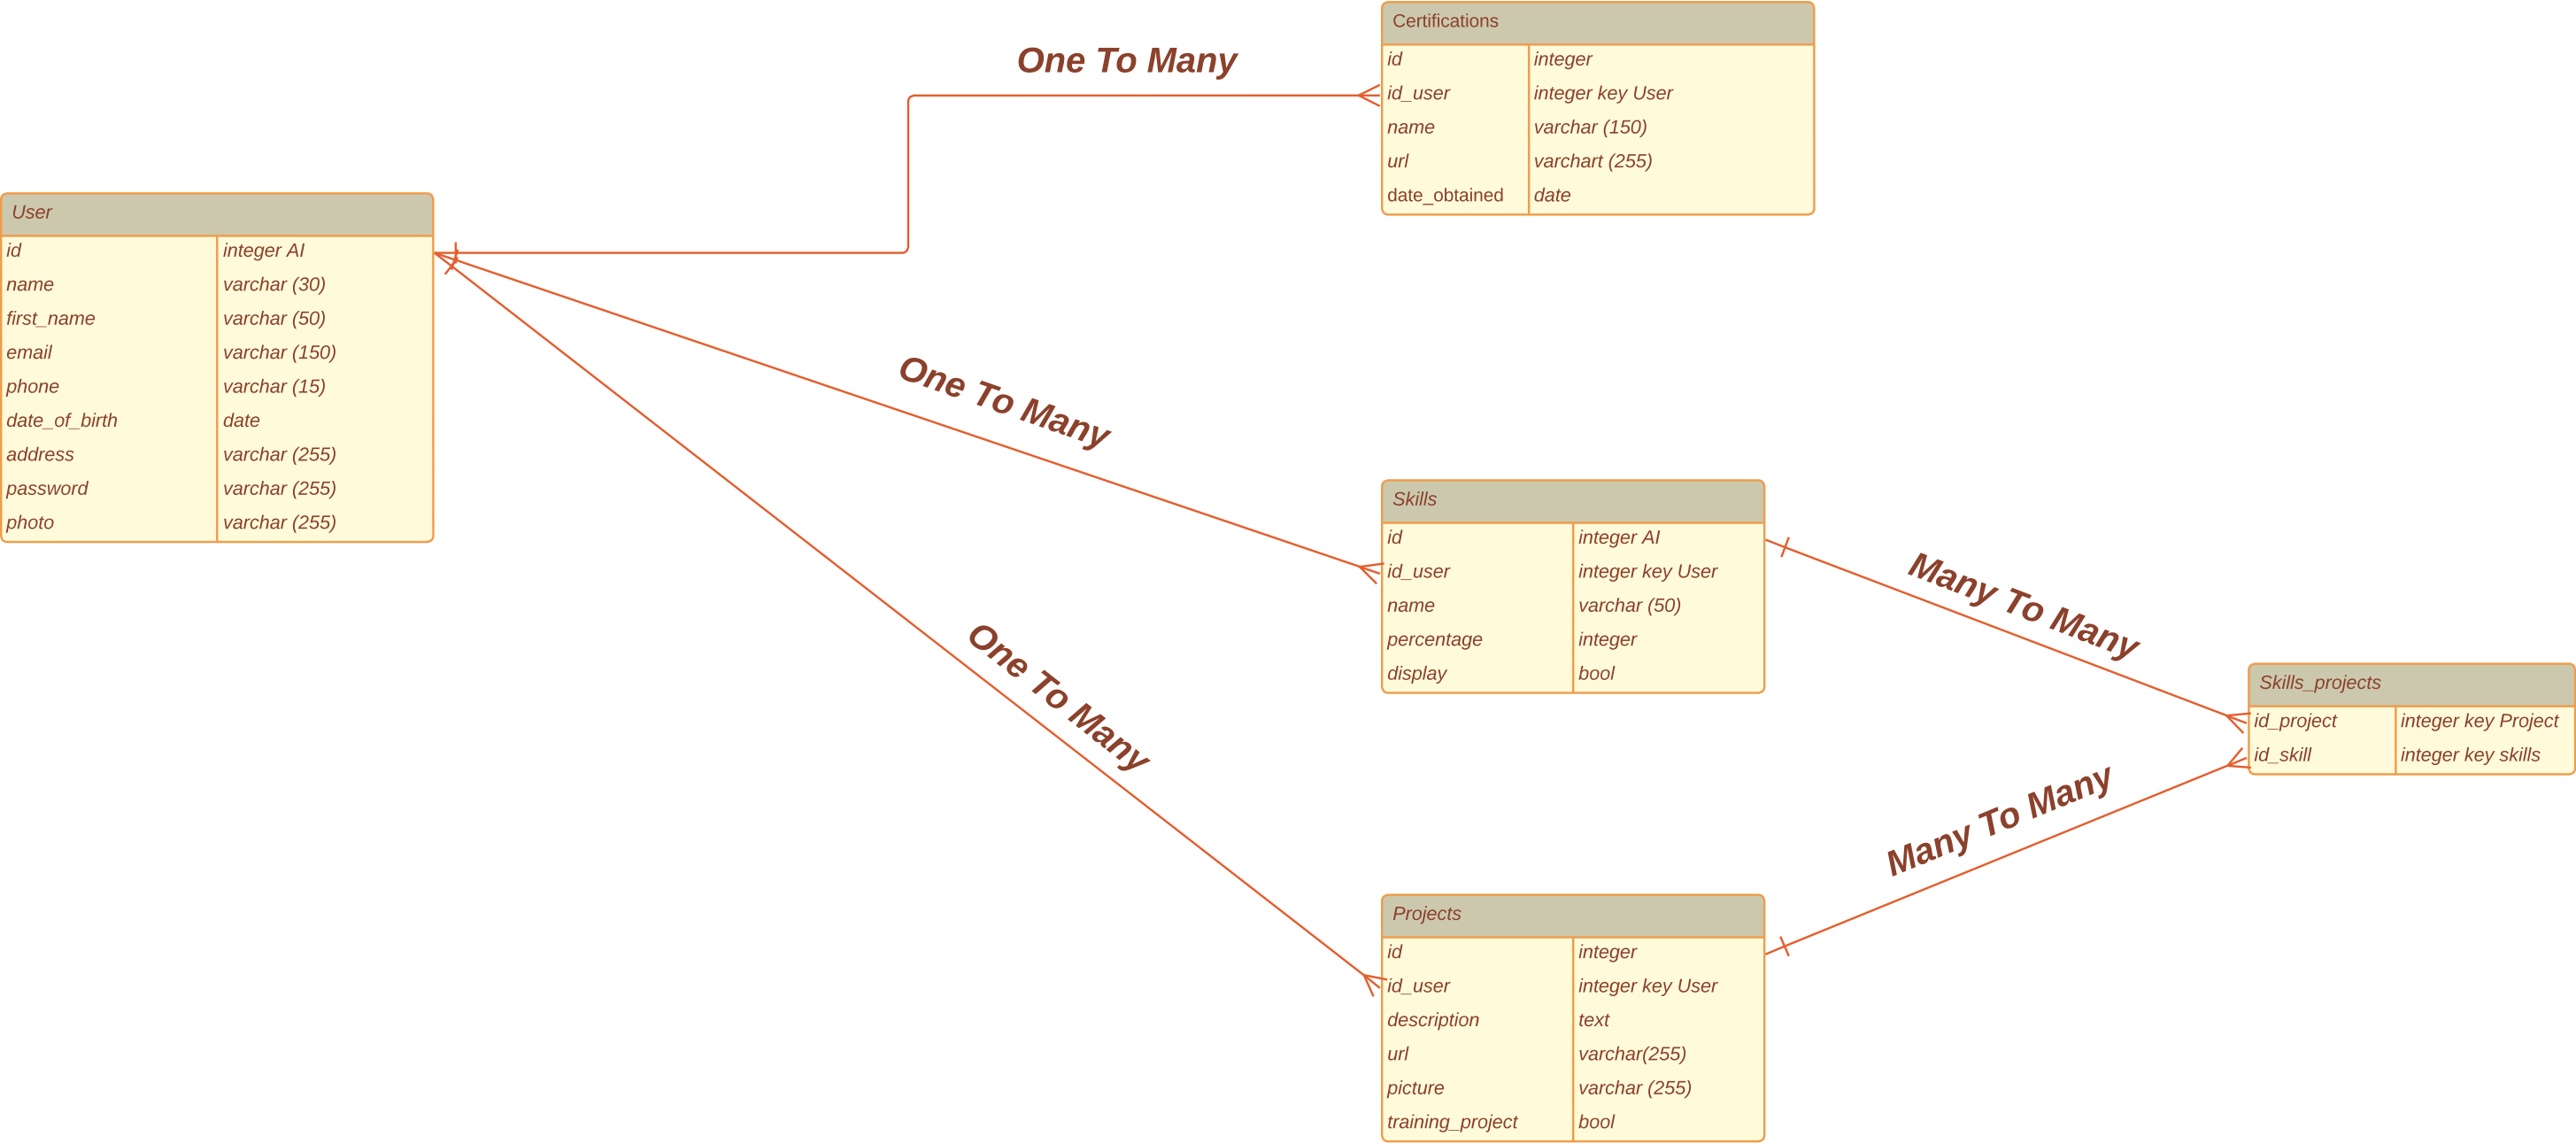 Certifications
id integer
id_user integer key User
name varchar (150)
url varchart (255)
date_obtained date
One To Many
User
id integer AI
name varchar (30)
first_name varchar (50)
email varchar (150)
phone varchar (15)
date_of_birth date
address varchar (255)
password varchar (255)
photo varchar (255)
One To Many
Skills
id integer AI
id_user integer key User
name varchar (50)
percentage integer
display bool
Many To Many
One To Many
Skills_projects
id_project integer key Project
id_skill integer key skills
Many To Many
Projects
id integer
id_user integer key User
description text
url varchar(255)
picture varchar (255)
training_project bool